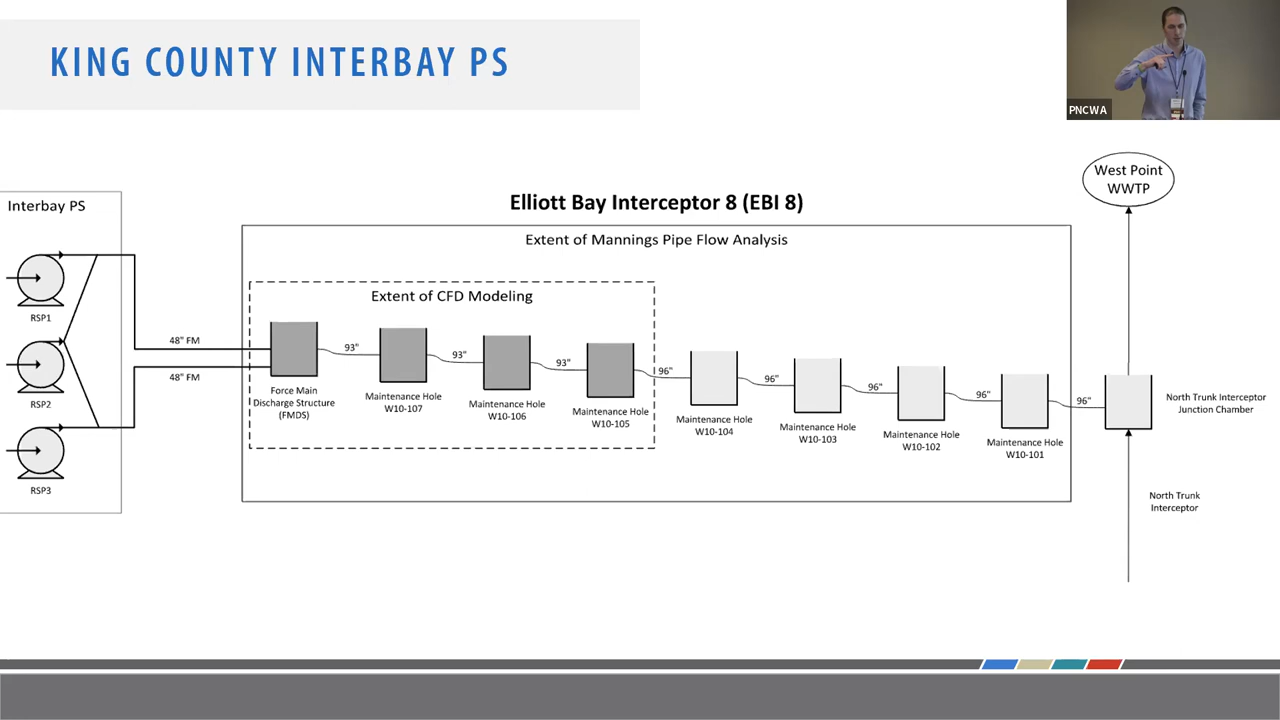 KING COUNTY INTERBAY PS
PNCWA
West Point
WWTP
Interbay PS
Elliott Bay Interceptor 8 (EBI 8)
Extent of Mannings Pipe Flow Analysis
Extent of CFD Modeling
RSP1
RSP2
RSP3
48" FM
48" FM
93"
93"
93"
96"
96"
96"
96"
96"
Force Main
Discharge Structure
(FMDS)
Maintenance Hole
W10-107
Maintenance Hole
W10-106
Maintenance Hole
W10-105
Maintenance Hole
W10-104
Maintenance Hole
W10-103
Maintenance Hole
W10-102
Maintenance Hole
W10-101
North Trunk Interceptor
Junction Chamber
North Trunk
Interceptor